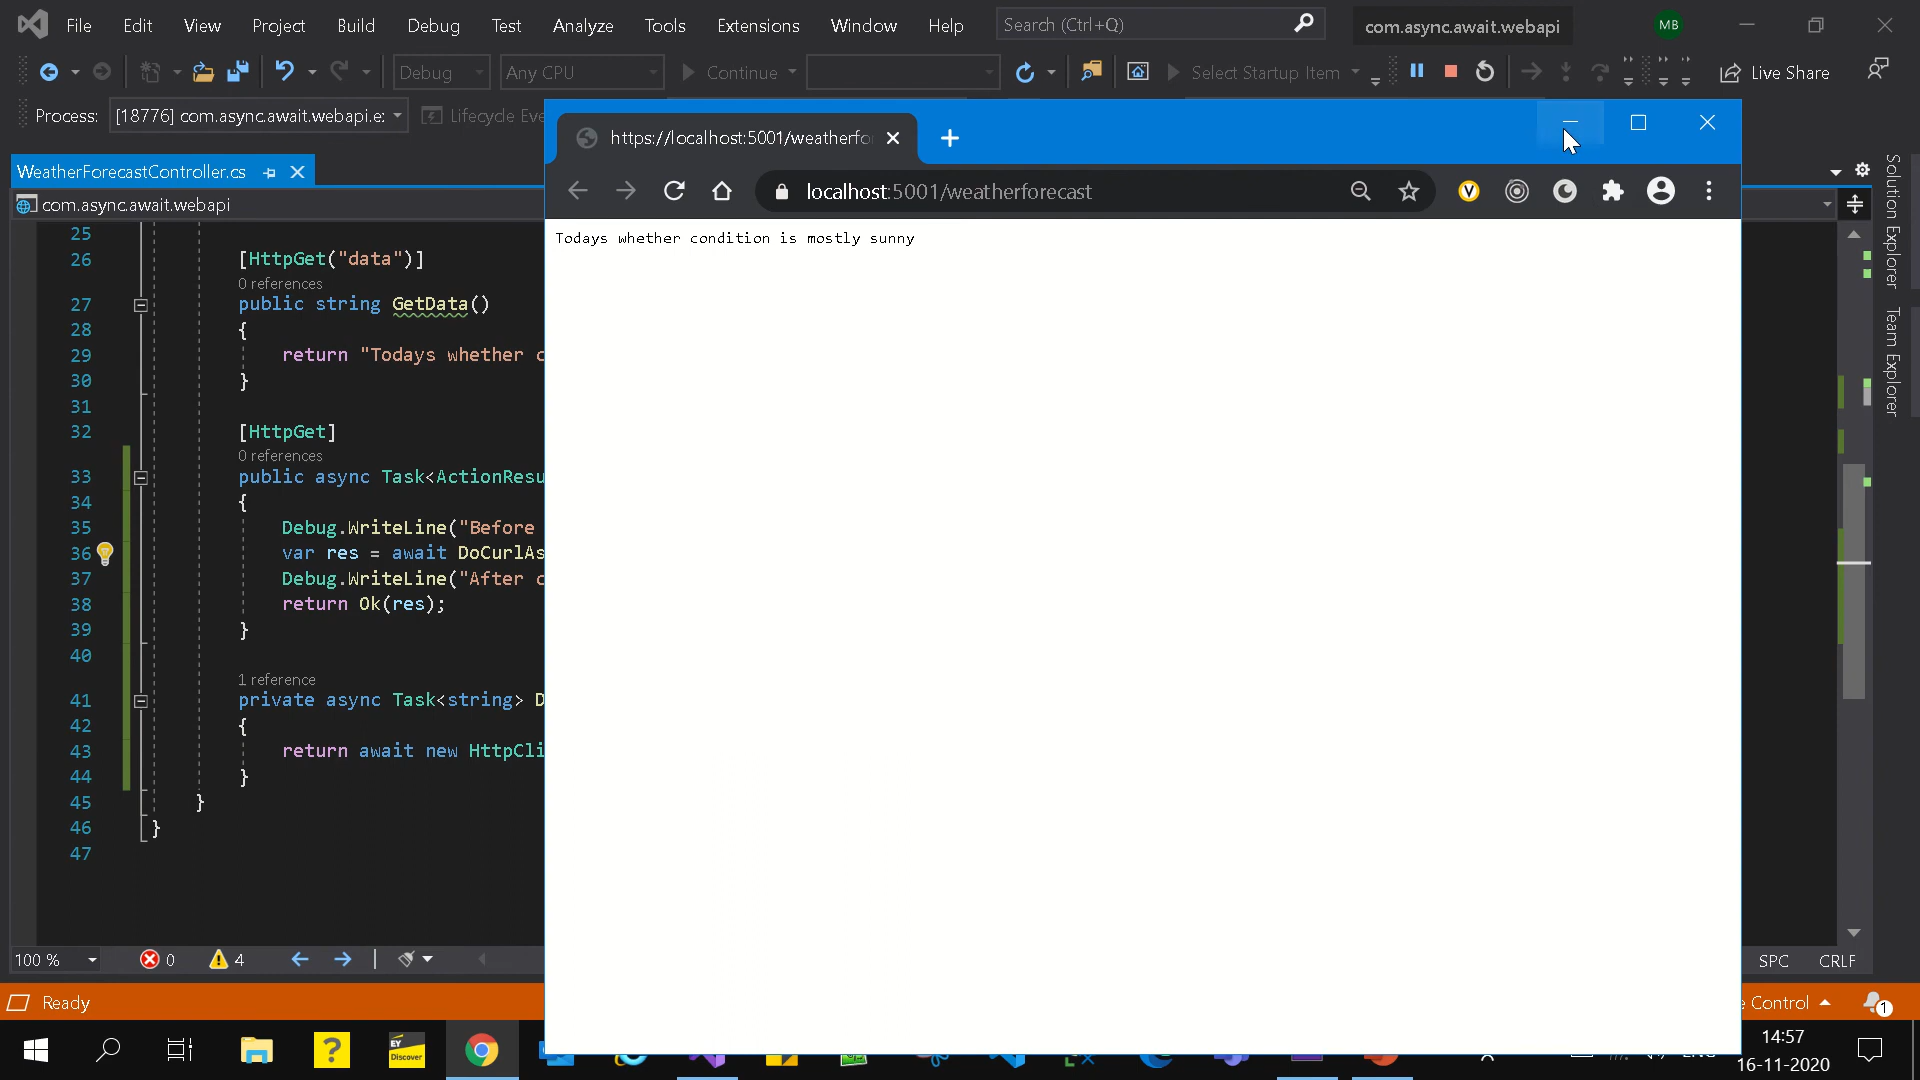 File Edit View Project Build Debug Test Analyze Tools Extensions Window Help Search (Ctrl+Q) com.async.await.webapi MB
Debug Any CPU Continue Select Startup Item Live Share
Process: [18776] com.async.await.webapi.e: Lifecycle Eve
https://localhost:5001/weatherfo
WeatherForecastController.cs
localhost:5001/weatherforecast
com.async.await.webapi
Todays whether condition is mostly sunny
Solution Explorer
Team Explorer
25
26 [HttpGet("data")]
0 references
27 public string GetData()
28 {
29 return "Todays whether c
30 }
31
32 [HttpGet]
0 references
33 public async Task<ActionResu
34 {
35 Debug.WriteLine("Before
36 var res = await DoCurlAs
37 Debug.WriteLine("After c
38 return Ok(res);
39 }
40
1 reference
41 private async Task<string> D
42 {
43 return await new HttpCli
44 }
45 }
46 }
47
100 % 0 4 SPC CRLF
Ready e Control 1
EY
Discover
14:57
16-11-2020